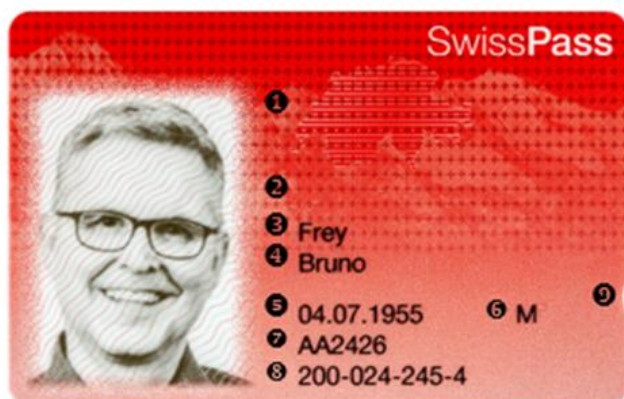 SwissPass
❶
❷
❸ Frey
❹ Bruno
❺ 04.07.1955 ❻ M ❾
❼ AA2426
❽ 200-024-245-4